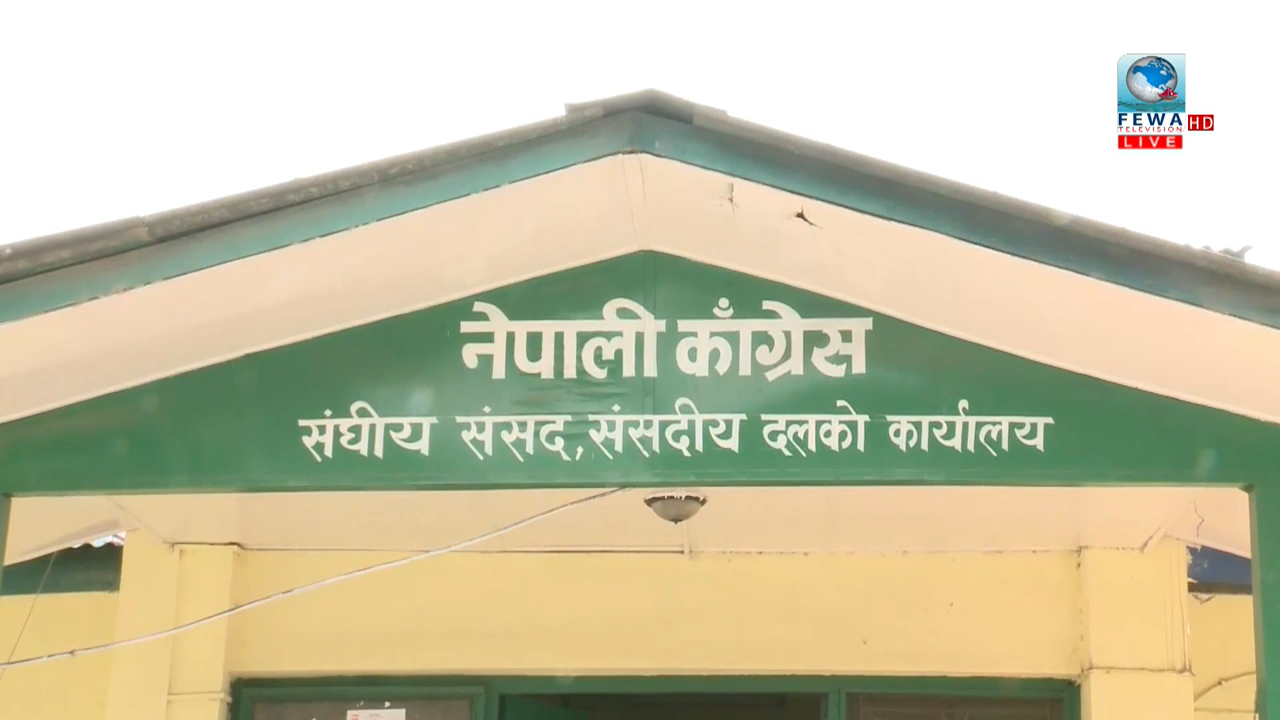 FEWA
TELEVISION
HD
LIVE
नेपाली काँग्रेस
संघीय संसद, संसदीय दलको कार्यालय